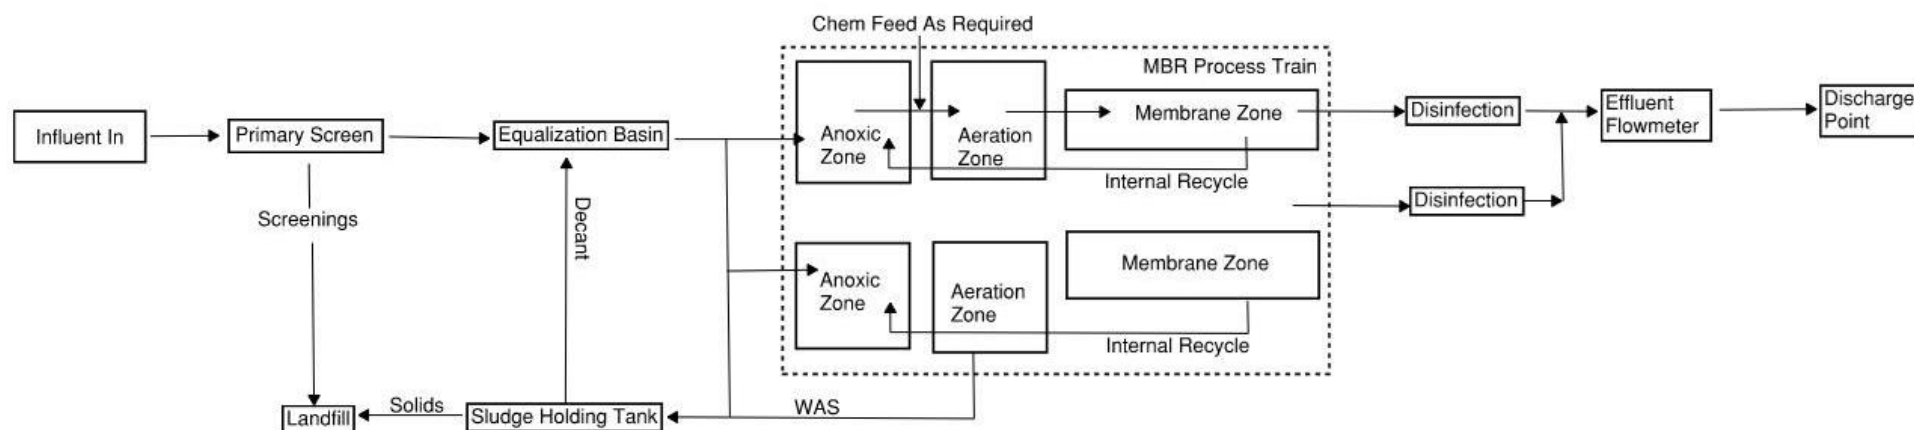 Chem Feed As Required
MBR Process Train
Influent In
Primary Screen
Equalization Basin
Anoxic
Zone
Aeration
Zone
Membrane Zone
Internal Recycle
Disinfection
Effluent
Flowmeter
Discharge
Point
Screenings
Decant
Disinfection
Anoxic
Zone
Aeration
Zone
Membrane Zone
Internal Recycle
Landfill
Solids
Sludge Holding Tank
WAS